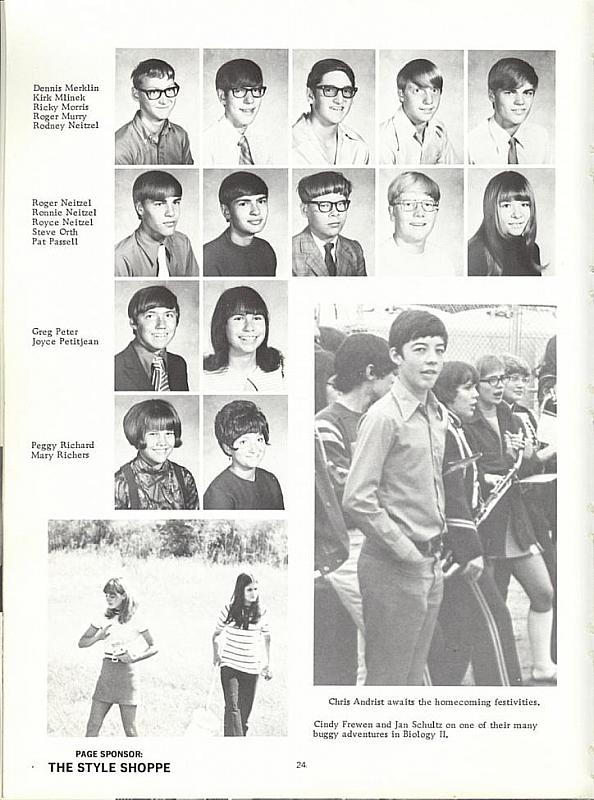 Dennis Merklin
Kirk Mlinek
Ricky Morris
Roger Murry
Rodney Neitzel
Roger Neitzel
Ronnie Neitzel
Royce Neitzel
Steve Orth
Pat Passell
Greg Peter
Joyce Petitjean
Peggy Richard
Mary Richers
Chris Andrist awaits the homecoming festivities.
Cindy Frewen and Jan Schultz on one of their many
buggy adventures in Biology II.
PAGE SPONSOR:
THE STYLE SHOPPE
24